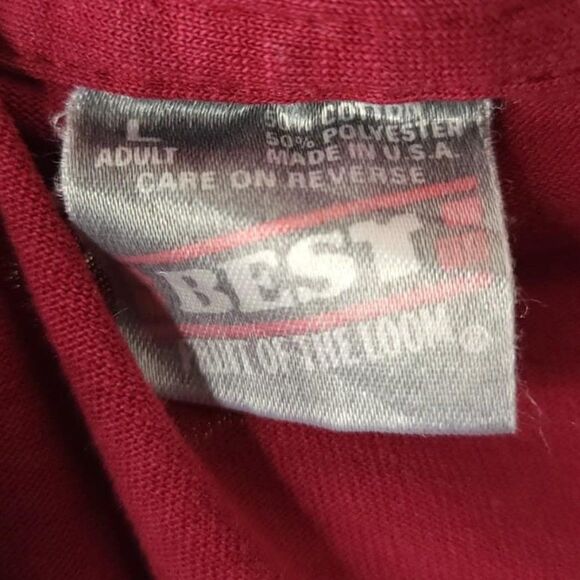 L 50% COTTON
50% POLYESTER
ADULT MADE IN U.S.A.
CARE ON REVERSE
BEST
FRUIT OF THE LOOM®